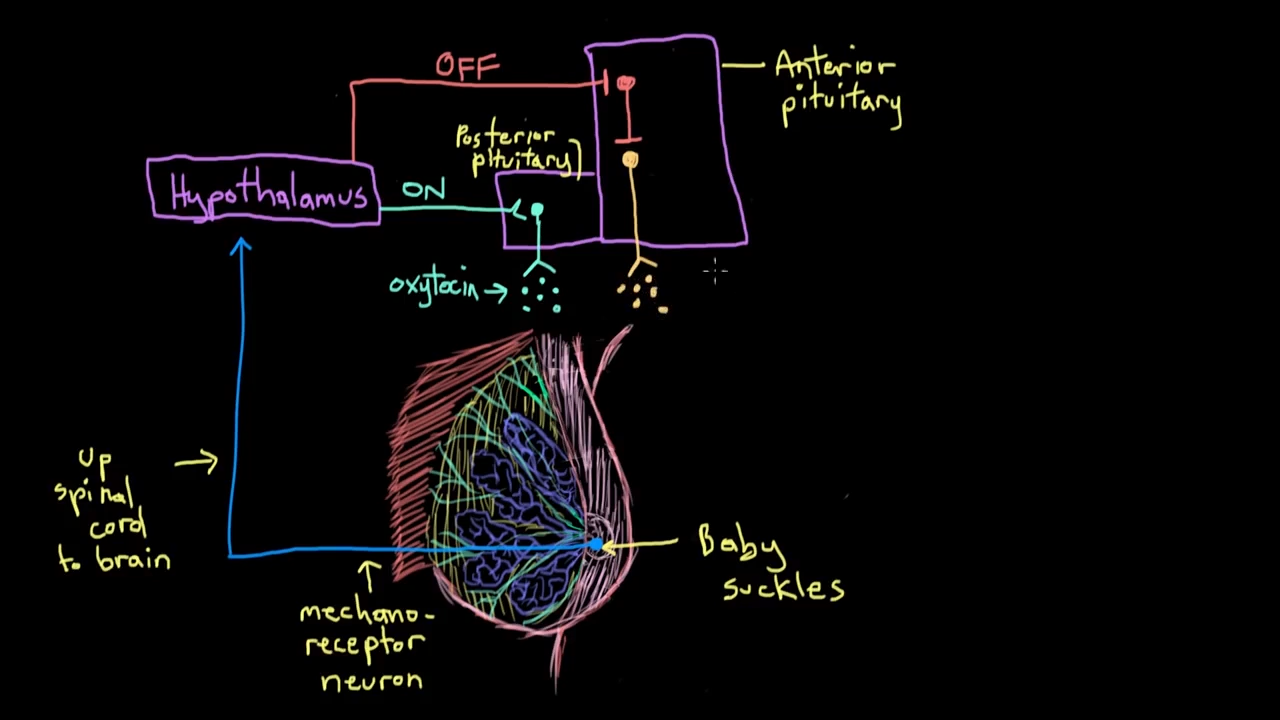 OFF
Anterior
pituitary
Posterior
pituitary
Hypothalamus
ON
oxytocin
up
spinal
cord
to brain
Baby
suckles
mechano-
receptor
neuron